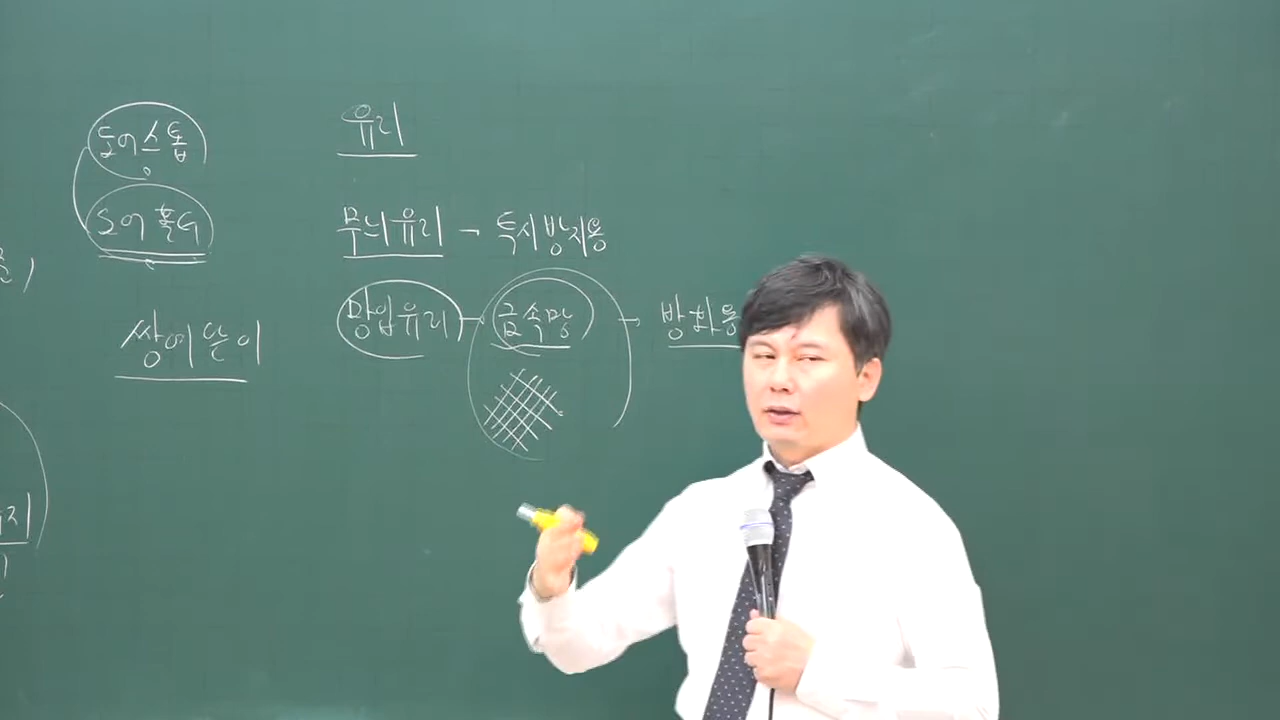 도어스톱
도어홀더
쌍여닫이
유리
무늬유리 - 투시방지용
망입유리 - 금속망 - 방화용